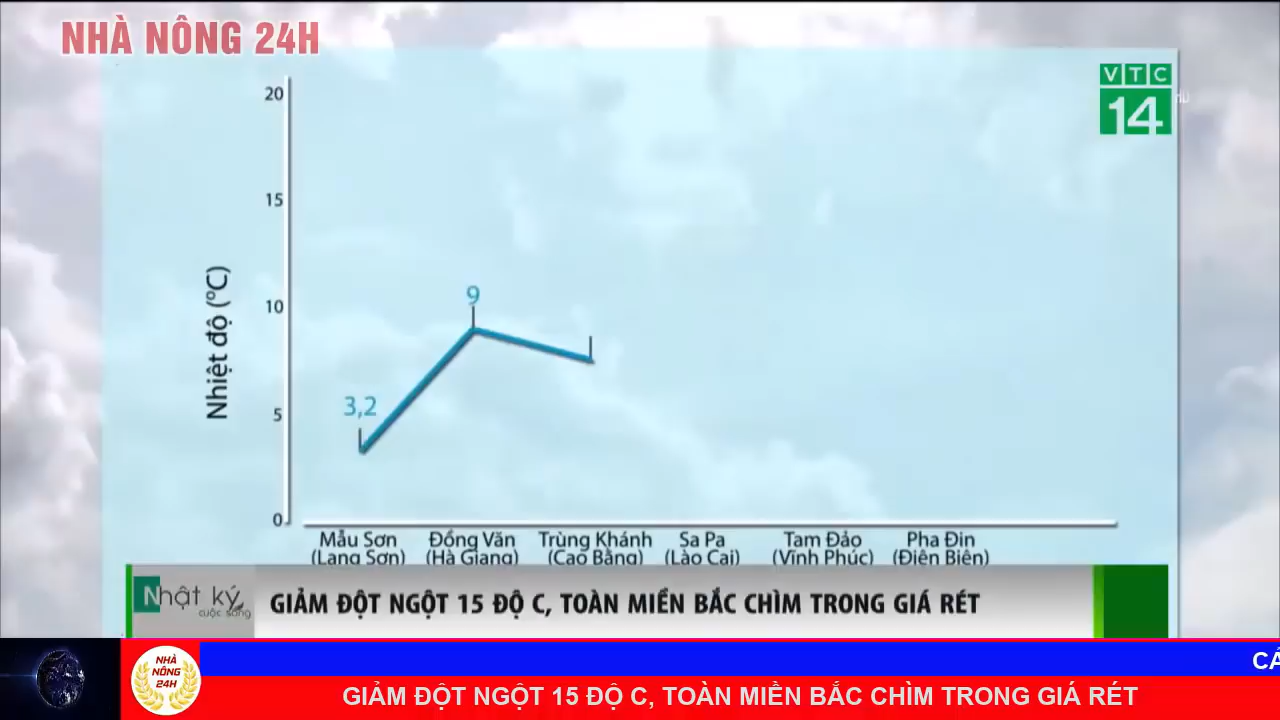 NHÀ NÔNG 24H
VTC
14
20
15
10
5
0
Nhiệt độ (ºC)
3,2
9
Mẫu Sơn
(Lạng Sơn)
Đồng Văn
(Hà Giang)
Trùng Khánh
(Cao Bằng)
Sa Pa
(Lào Cai)
Tam Đảo
(Vĩnh Phúc)
Pha Đin
(Điện Biên)
Nhật ký
cuộc sống
GIẢM ĐỘT NGỘT 15 ĐỘ C, TOÀN MIỀN BẮC CHÌM TRONG GIÁ RÉT
NHÀ
NÔNG
24H
GIẢM ĐỘT NGỘT 15 ĐỘ C, TOÀN MIỀN BẮC CHÌM TRONG GIÁ RÉT